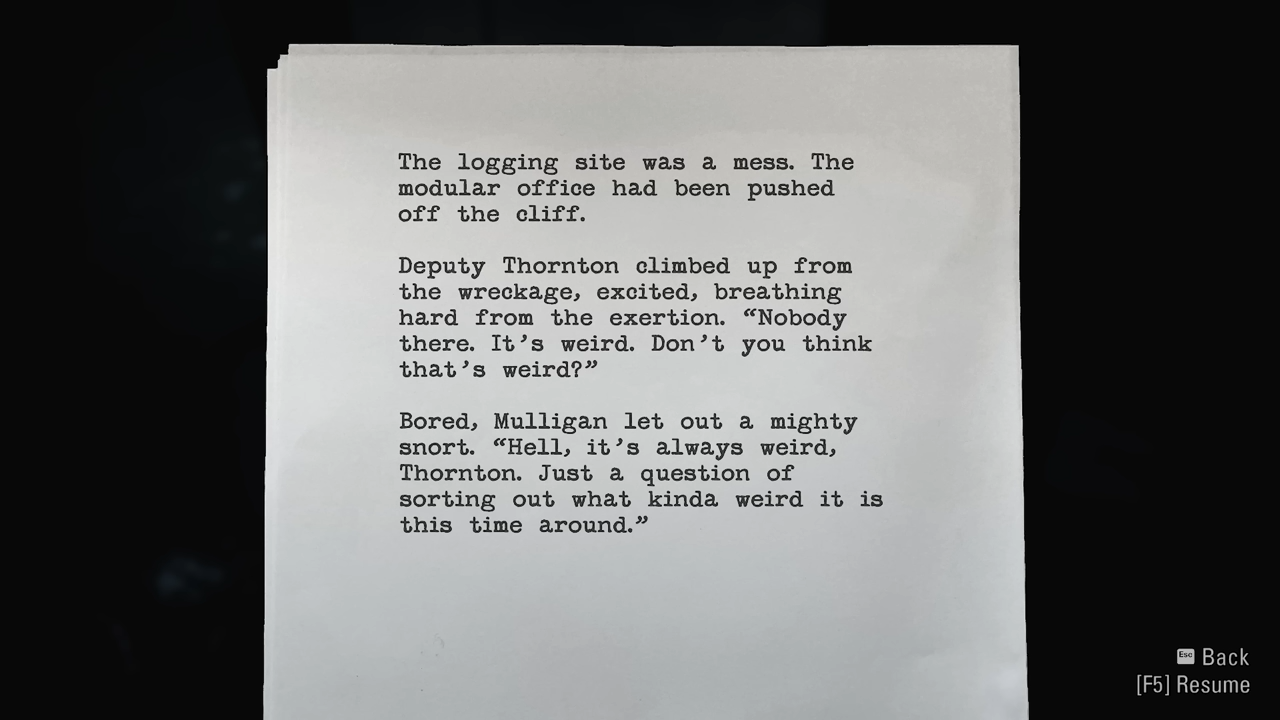 The logging site was a mess. The
modular office had been pushed
off the cliff.
Deputy Thornton climbed up from
the wreckage, excited, breathing
hard from the exertion. “Nobody
there. It’s weird. Don’t you think
that’s weird?”
Bored, Mulligan let out a mighty
snort. “Hell, it’s always weird,
Thornton. Just a question of
sorting out what kinda weird it is
this time around.”
Esc Back
[F5] Resume